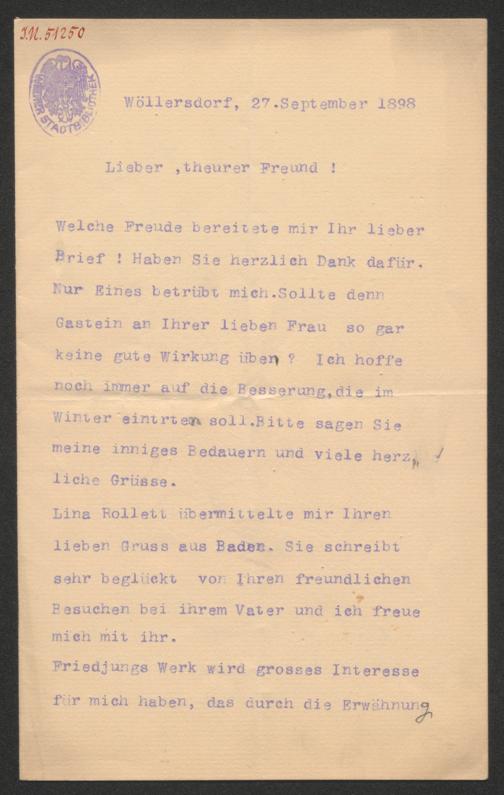 I.N. 51250
WIENER STADTBIBLIOTHEK
Wöllersdorf, 27.September 1898
Lieber ,theurer Freund !
Welche Freude bereitete mir Ihr lieber
Brief ! Haben Sie herzlich Dank dafür.
Nur Eines betrübt mich.Sollte denn
Gastein an Ihrer lieben Frau so gar
keine gute Wirkung üben ? Ich hoffe
noch immer auf die Besserung,die im
Winter eintrten soll.Bitte sagen Sie
meine inniges Bedauern und viele herz„
liche Grüsse.
Lina Rollett übermittelte mir Ihren
lieben Gruss aus Baden. Sie schreibt
sehr beglückt von Ihren freundlichen
Besuchen bei ihrem Vater und ich freue
mich mit ihr.
Friedjungs Werk wird grosses Interesse
für mich haben, das durch die Erwähnung